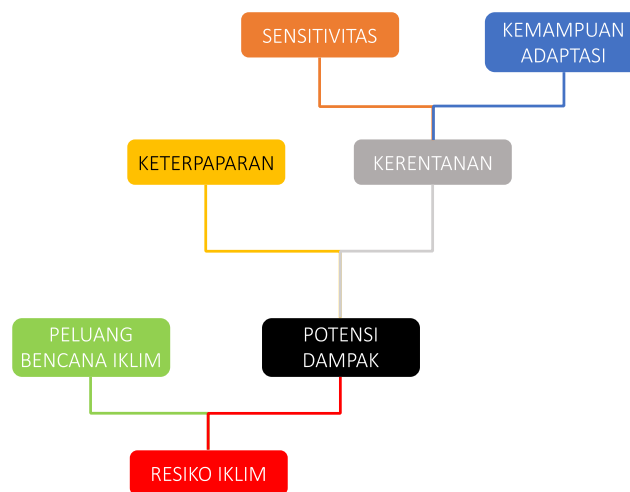 SENSITIVITAS
KEMAMPUAN
ADAPTASI
KETERPAPARAN
KERENTANAN
PELUANG
BENCANA IKLIM
POTENSI
DAMPAK
RESIKO IKLIM